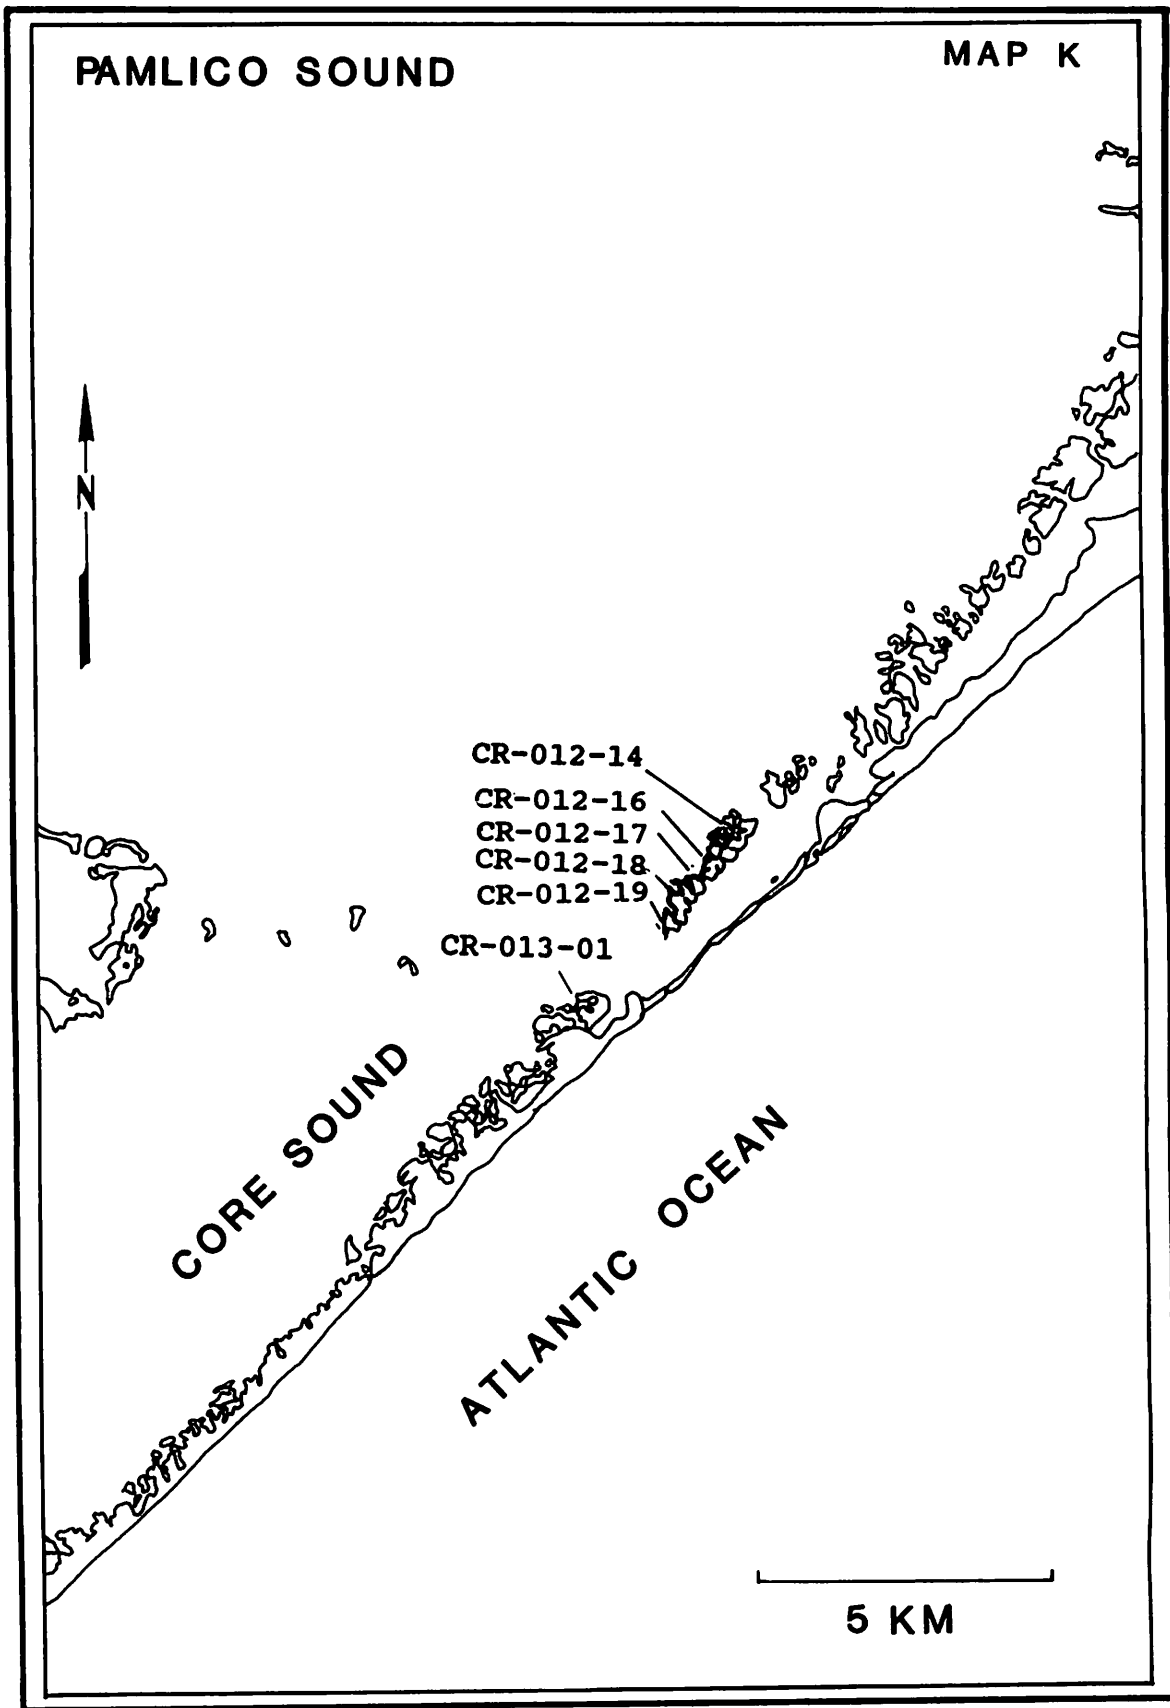 PAMLICO SOUND
MAP K
N
CR-012-14
CR-012-16
CR-012-17
CR-012-18
CR-012-19
CR-013-01
CORE SOUND
ATLANTIC OCEAN
5 KM